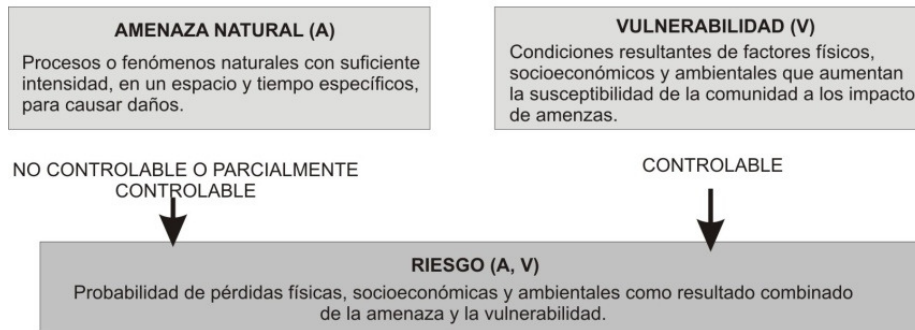 AMENAZA NATURAL (A)
Procesos o fenómenos naturales con suficiente
intensidad, en un espacio y tiempo específicos,
para causar daños.
VULNERABILIDAD (V)
Condiciones resultantes de factores físicos,
socioeconómicos y ambientales que aumentan
la susceptibilidad de la comunidad a los impacto
de amenzas.
NO CONTROLABLE O PARCIALMENTE
CONTROLABLE
CONTROLABLE
RIESGO (A, V)
Probabilidad de pérdidas físicas, socioeconómicas y ambientales como resultado combinado
de la amenaza y la vulnerabilidad.